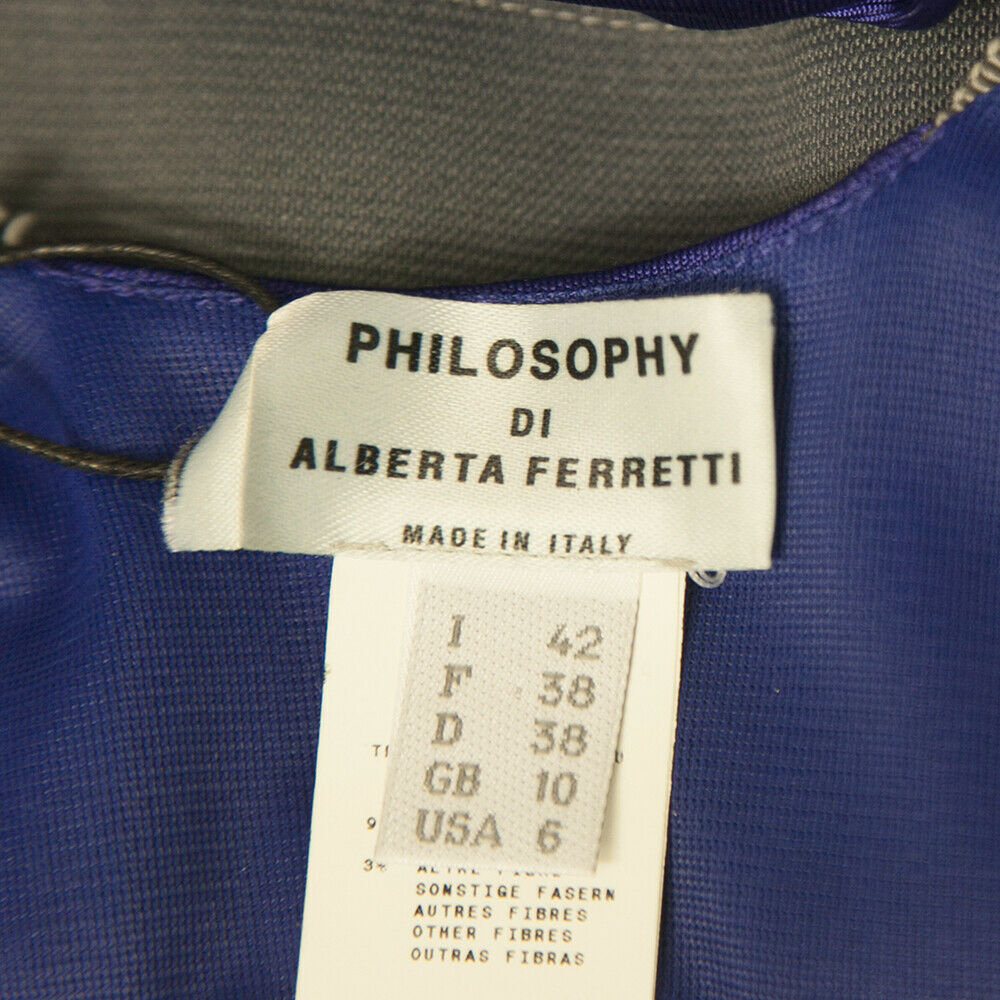 PHILOSOPHY
DI
ALBERTA FERRETTI
MADE IN ITALY
I 42
F 38
D 38
GB 10
USA 6
3%
SONSTIGE FASERN
AUTRES FIBRES
OTHER FIBRES
OUTRAS FIBRAS